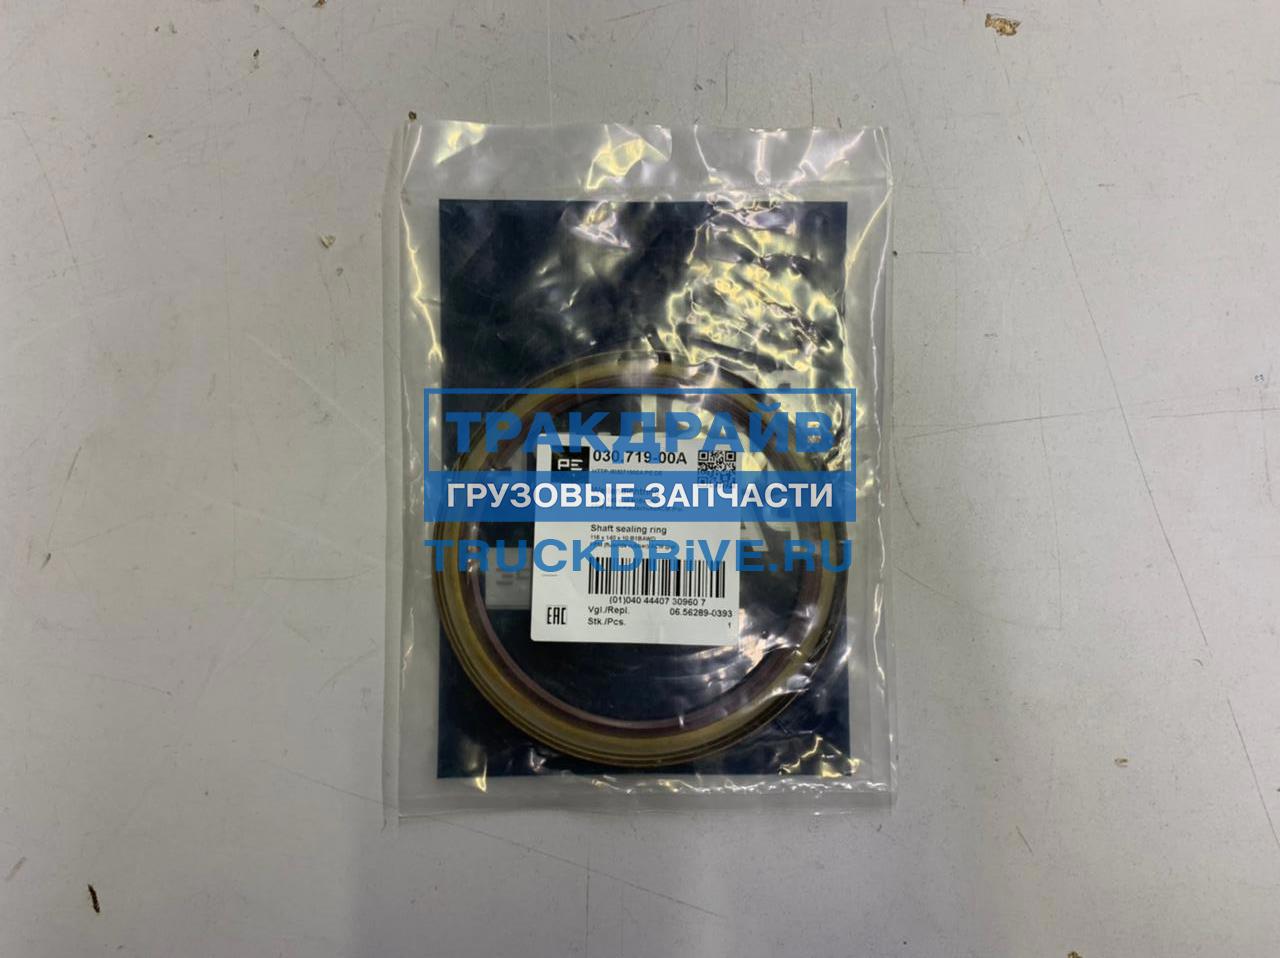 ТРАКДРАЙВ
PE
030.719-00A
ГРУЗОВЫЕ ЗАПЧАСТИ
Shaft sealing ring
TRUCKDRiVE.RU
(01)040 44407 30960 7
EAC
Vgl./Repl. 06.56289-0393
Stk./Pcs. 1